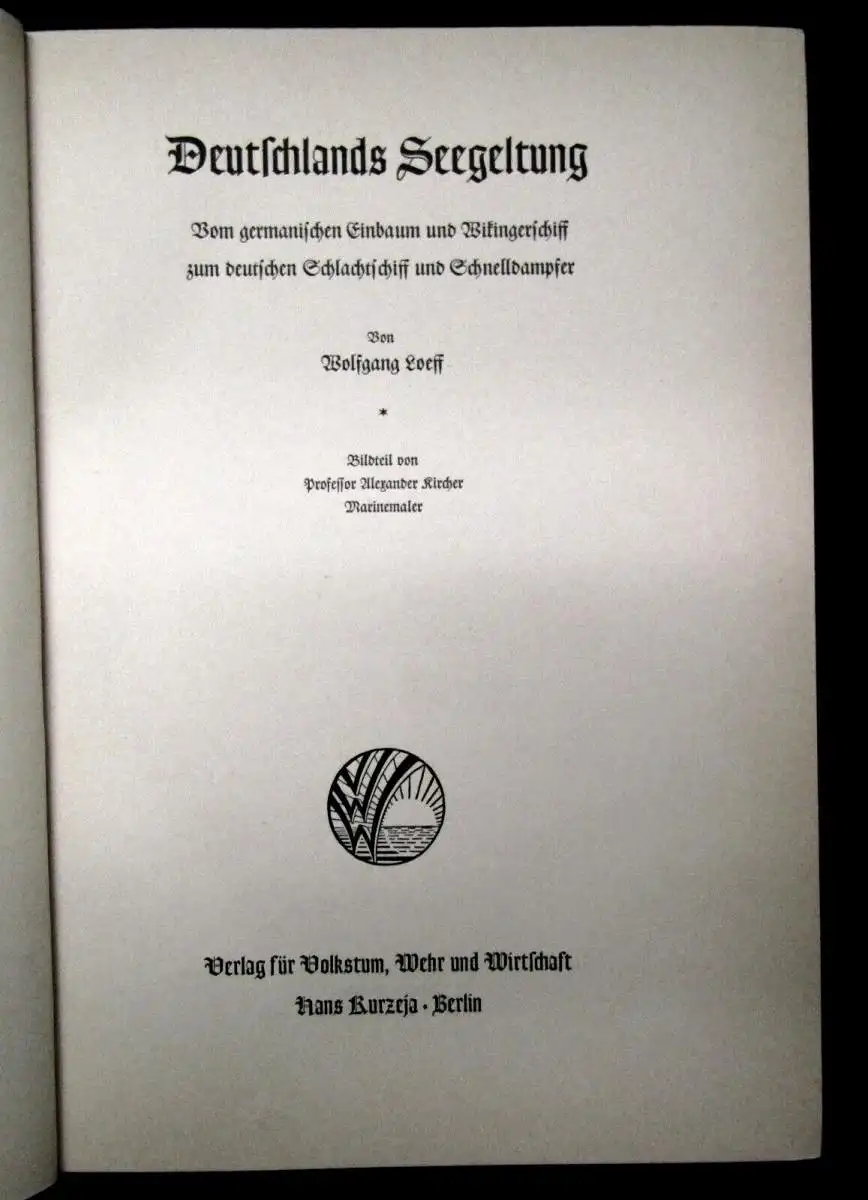 Deutſchlands Seegeltung
Vom germaniſchen Einbaum und Wikingerſchiff
zum deutſchen Schlachtſchiff und Schnelldampfer
Von
Wolfgang Loeff
*
Bildteil von
Profeſſor Alexander Kircher
Marinemaler
VWW
Verlag für Volkstum, Wehr und Wirtſchaft
Hans Kurzeja · Berlin